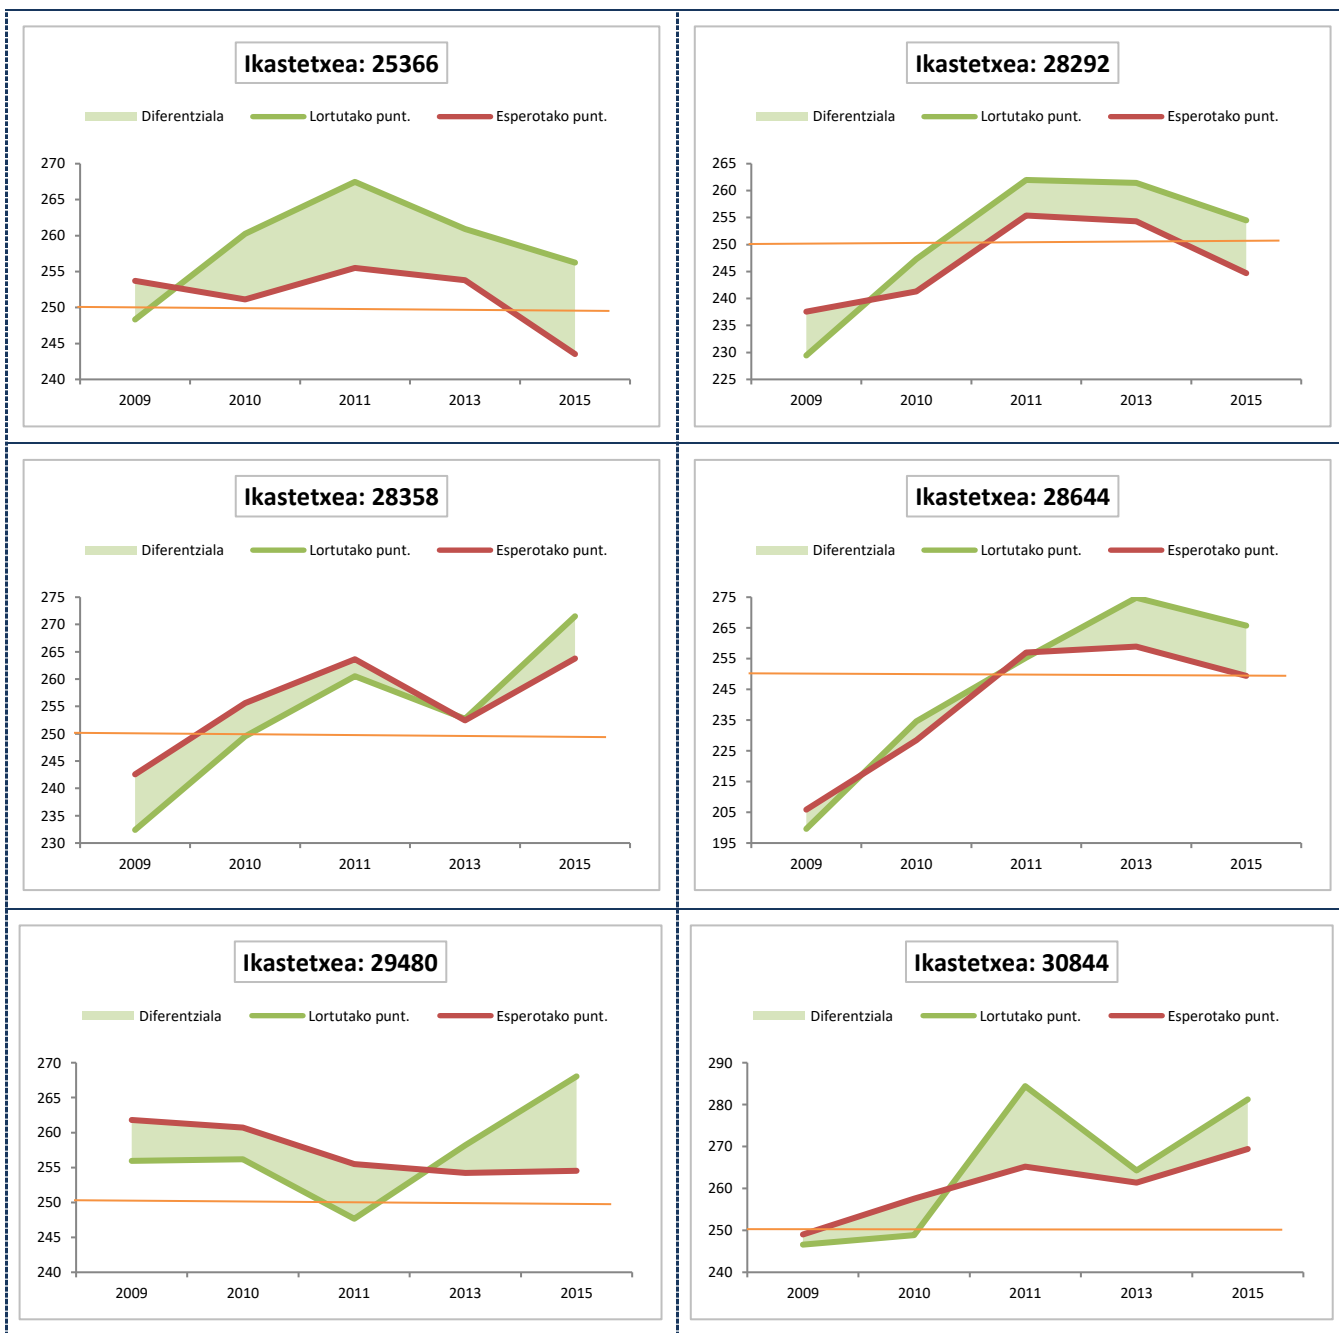 Ikastetxea: 25366
Diferentziala Lortutako punt. Esperotako punt.
270
265
260
255
250
245
240
2009 2010 2011 2013 2015
Ikastetxea: 28292
Diferentziala Lortutako punt. Esperotako punt.
265
260
255
250
245
240
235
230
225
2009 2010 2011 2013 2015
Ikastetxea: 28358
Diferentziala Lortutako punt. Esperotako punt.
275
270
265
260
255
250
245
240
235
230
2009 2010 2011 2013 2015
Ikastetxea: 28644
Diferentziala Lortutako punt. Esperotako punt.
275
265
255
245
235
225
215
205
195
2009 2010 2011 2013 2015
Ikastetxea: 29480
Diferentziala Lortutako punt. Esperotako punt.
270
265
260
255
250
245
240
2009 2010 2011 2013 2015
Ikastetxea: 30844
Diferentziala Lortutako punt. Esperotako punt.
290
280
270
260
250
240
2009 2010 2011 2013 2015